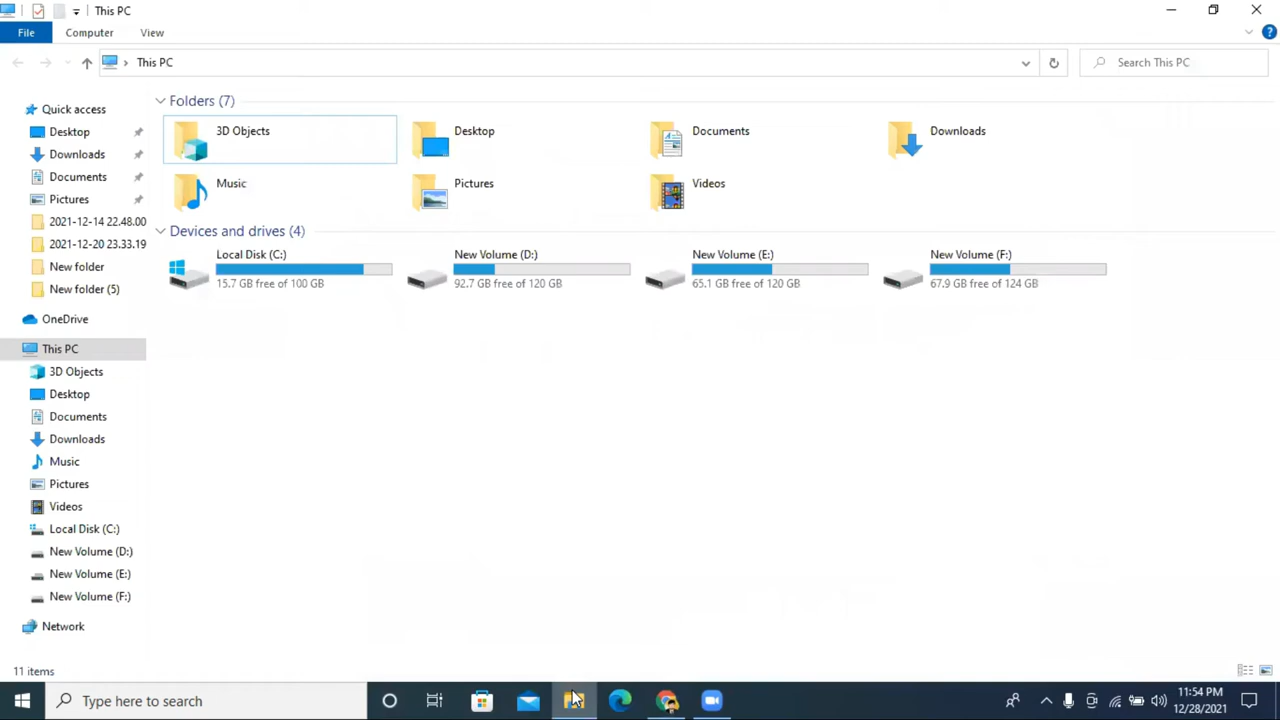 This PC
File Computer View
This PC Search This PC
Quick access
Desktop
Downloads
Documents
Pictures
2021-12-14 22.48.00
2021-12-20 23.33.19
New folder
New folder (5)
OneDrive
This PC
3D Objects
Desktop
Documents
Downloads
Music
Pictures
Videos
Local Disk (C:)
New Volume (D:)
New Volume (E:)
New Volume (F:)
Network
Folders (7)
3D Objects Desktop Documents Downloads
Music Pictures Videos
Devices and drives (4)
Local Disk (C:) New Volume (D:) New Volume (E:) New Volume (F:)
15.7 GB free of 100 GB 92.7 GB free of 120 GB 65.1 GB free of 120 GB 67.9 GB free of 124 GB
11 items
Type here to search
11:54 PM
12/28/2021